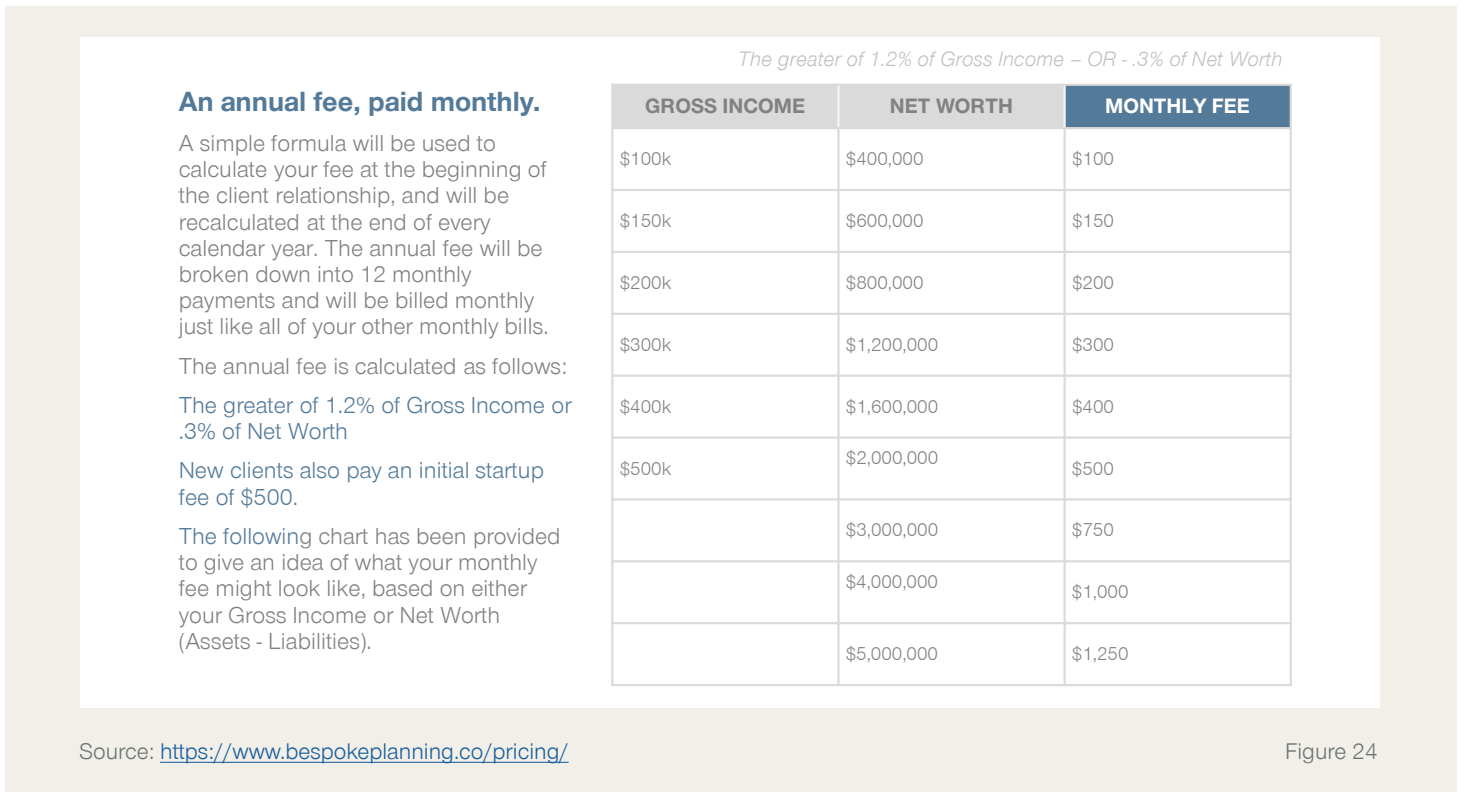 The greater of 1.2% of Gross Income – OR - .3% of Net Worth
An annual fee, paid monthly.
A simple formula will be used to
calculate your fee at the beginning of
the client relationship, and will be
recalculated at the end of every
calendar year. The annual fee will be
broken down into 12 monthly
payments and will be billed monthly
just like all of your other monthly bills.
The annual fee is calculated as follows:
The greater of 1.2% of Gross Income or
.3% of Net Worth
New clients also pay an initial startup
fee of $500.
The following chart has been provided
to give an idea of what your monthly
fee might look like, based on either
your Gross Income or Net Worth
(Assets - Liabilities).
GROSS INCOME NET WORTH MONTHLY FEE
$100k $400,000 $100
$150k $600,000 $150
$200k $800,000 $200
$300k $1,200,000 $300
$400k $1,600,000 $400
$500k $2,000,000 $500
$3,000,000 $750
$4,000,000 $1,000
$5,000,000 $1,250
Source: https://www.bespokeplanning.co/pricing/ Figure 24